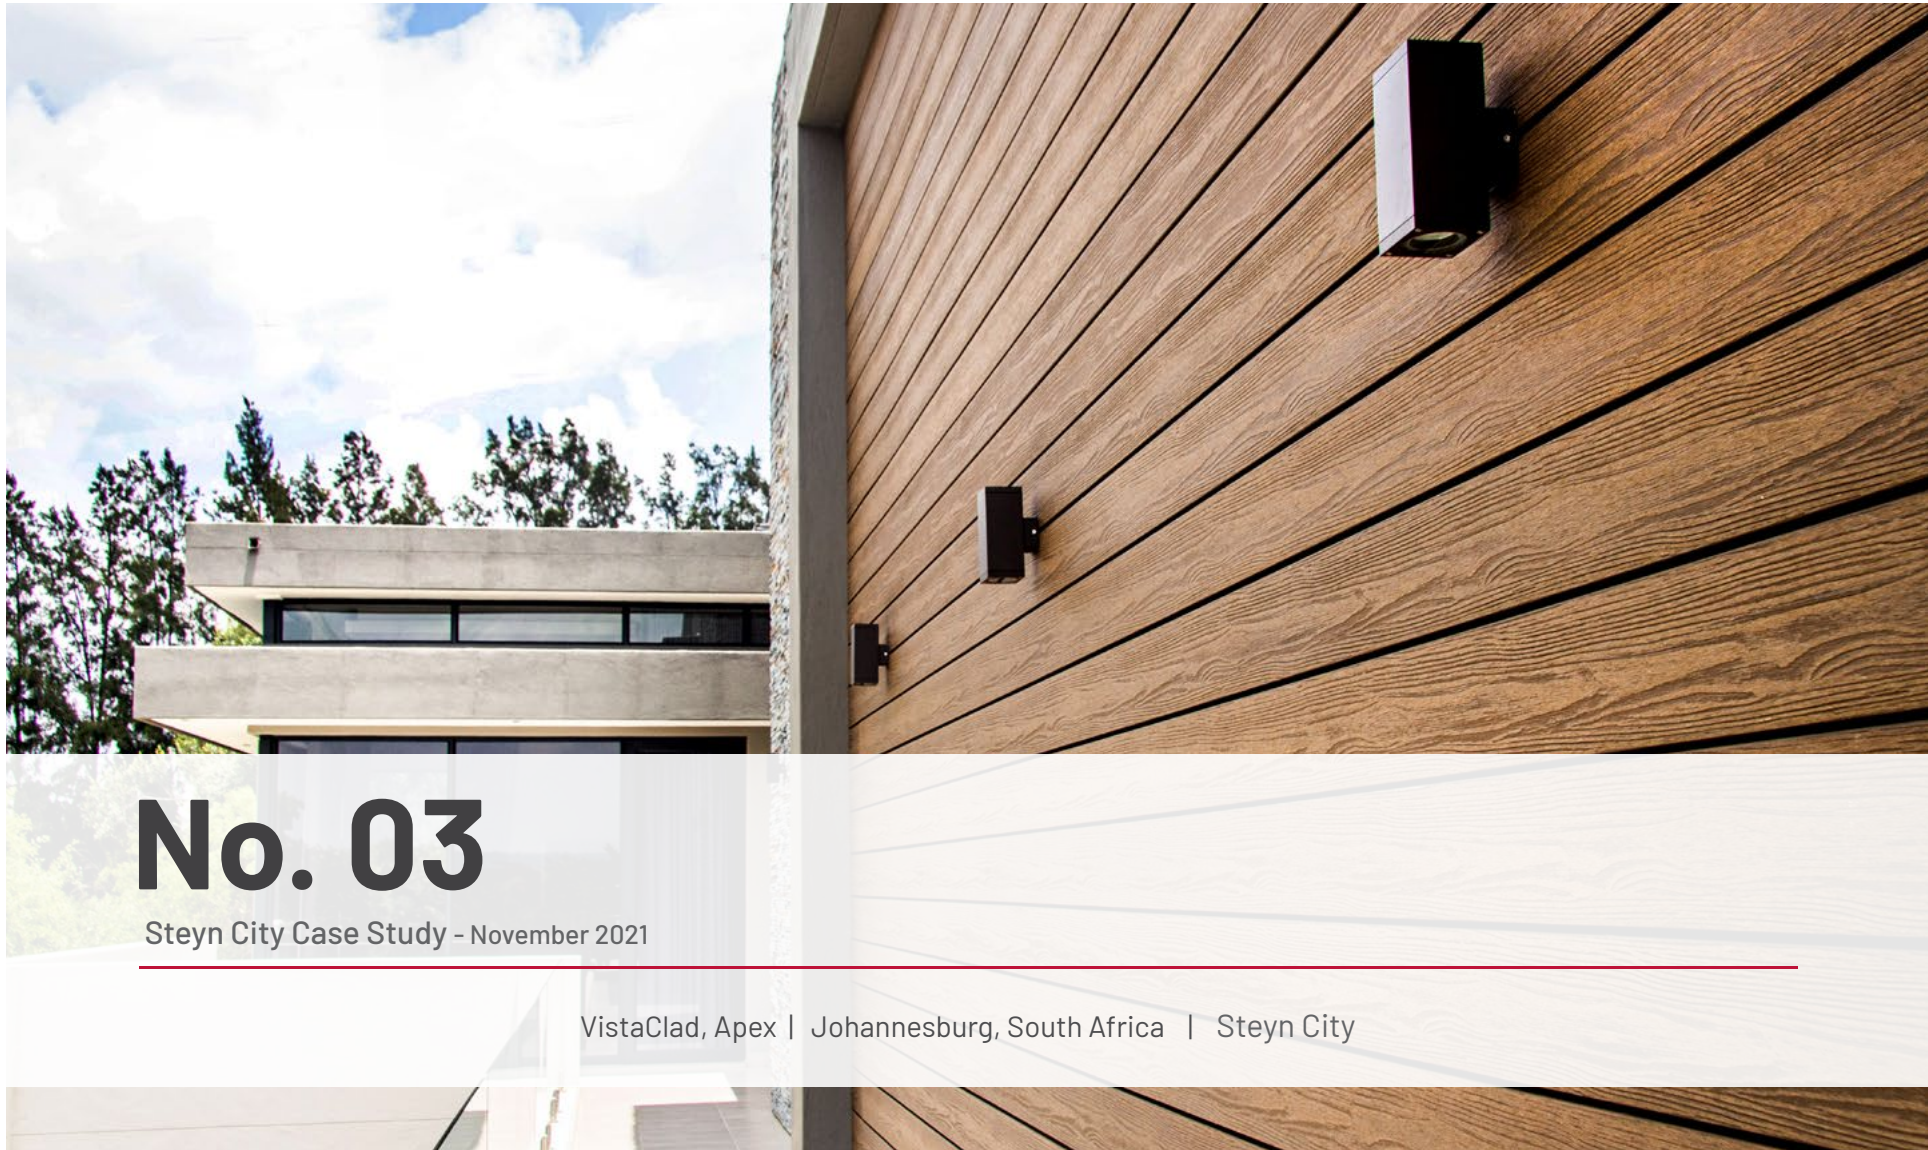 No. 03
Steyn City Case Study - November 2021
VistaClad, Apex | Johannesburg, South Africa | Steyn City